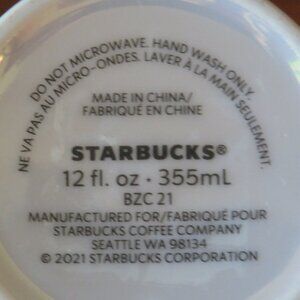 DO NOT MICROWAVE. HAND WASH ONLY.
NE VA PAS AU MICRO-ONDES. LAVER À LA MAIN SEULEMENT.
MADE IN CHINA/
FABRIQUÉ EN CHINE
STARBUCKS®
12 fl. oz · 355mL
BZC 21
MANUFACTURED FOR/FABRIQUÉ POUR
STARBUCKS COFFEE COMPANY
SEATTLE WA 98134
© 2021 STARBUCKS CORPORATION